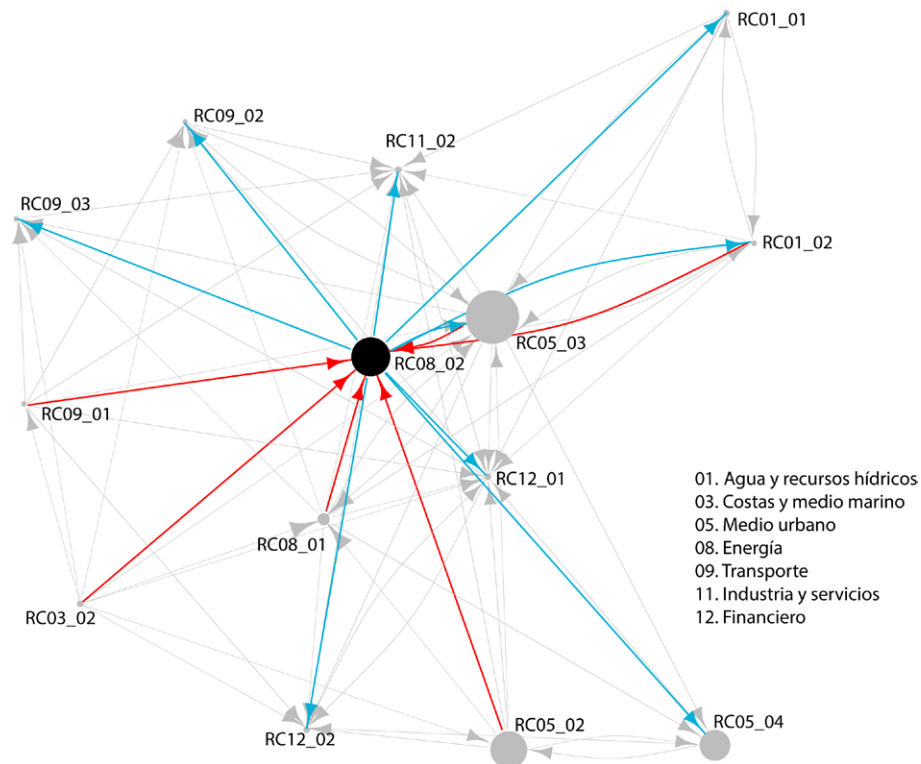 RC01_01
RC09_02
RC11_02
RC09_03
RC01_02
RC05_03
RC08_02
RC09_01
RC12_01
RC08_01
RC03_02
RC12_02
RC05_02
RC05_04
01. Agua y recursos hídricos
03. Costas y medio marino
05. Medio urbano
08. Energía
09. Transporte
11. Industria y servicios
12. Financiero